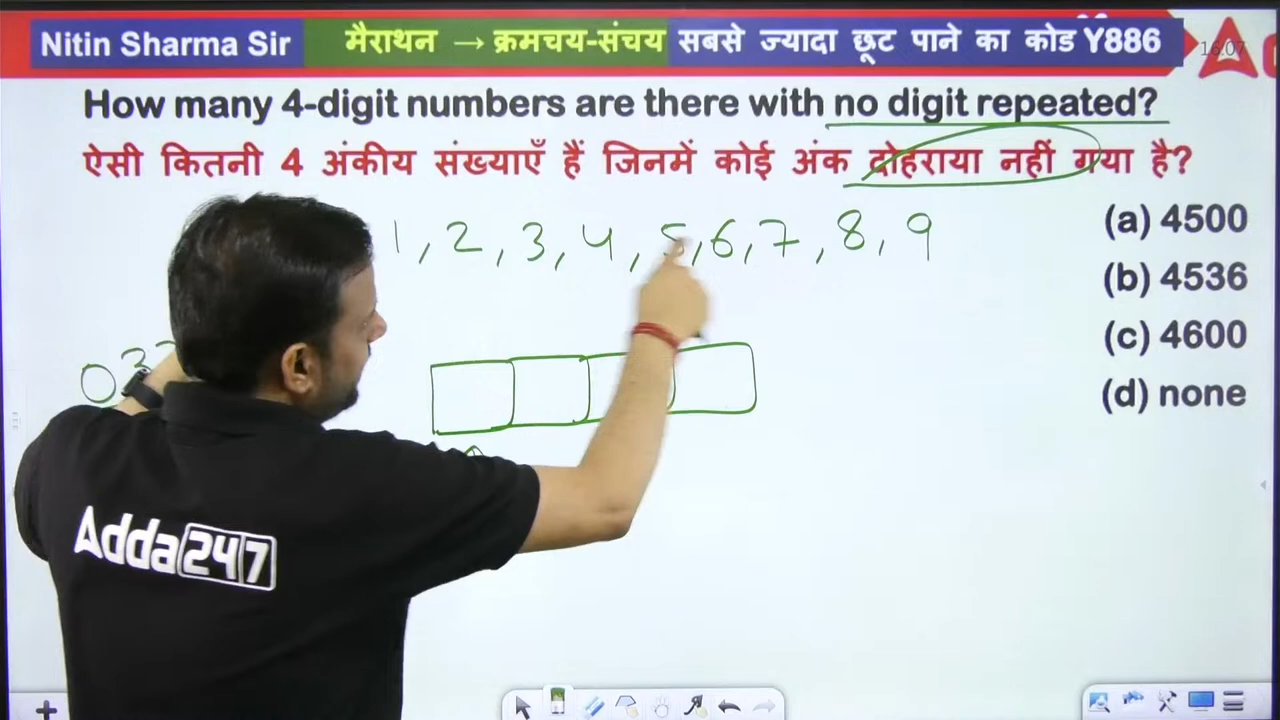 Nitin Sharma Sir मैराथन → क्रमचय-संचय सबसे ज्यादा छूट पाने का कोड Y886
16:07
How many 4-digit numbers are there with no digit repeated?
ऐसी कितनी 4 अंकीय संख्याएँ हैं जिनमें कोई अंक दोहराया नहीं गया है?
1, 2, 3, 4, 5, 6, 7, 8, 9
(a) 4500
(b) 4536
(c) 4600
(d) none
Adda247